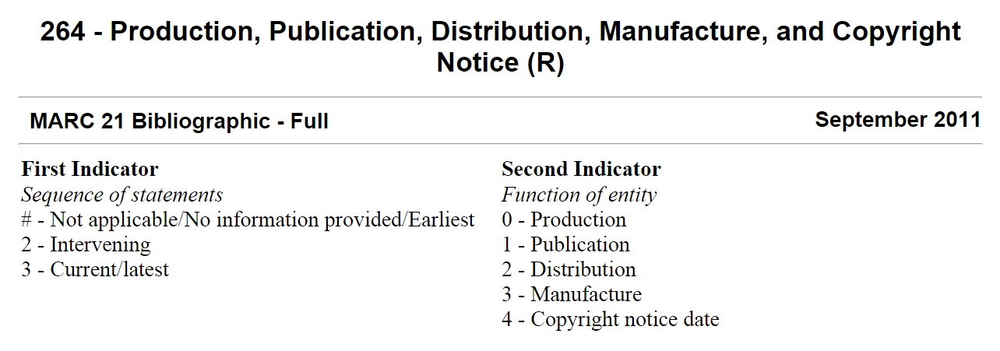 264 - Production, Publication, Distribution, Manufacture, and Copyright
Notice (R)
MARC 21 Bibliographic - Full
September 2011
First Indicator
Sequence of statements
# - Not applicable/No information provided/Earliest
2 - Intervening
3 - Current/latest
Second Indicator
Function of entity
0 - Production
1 - Publication
2 - Distribution
3 - Manufacture
4 - Copyright notice date